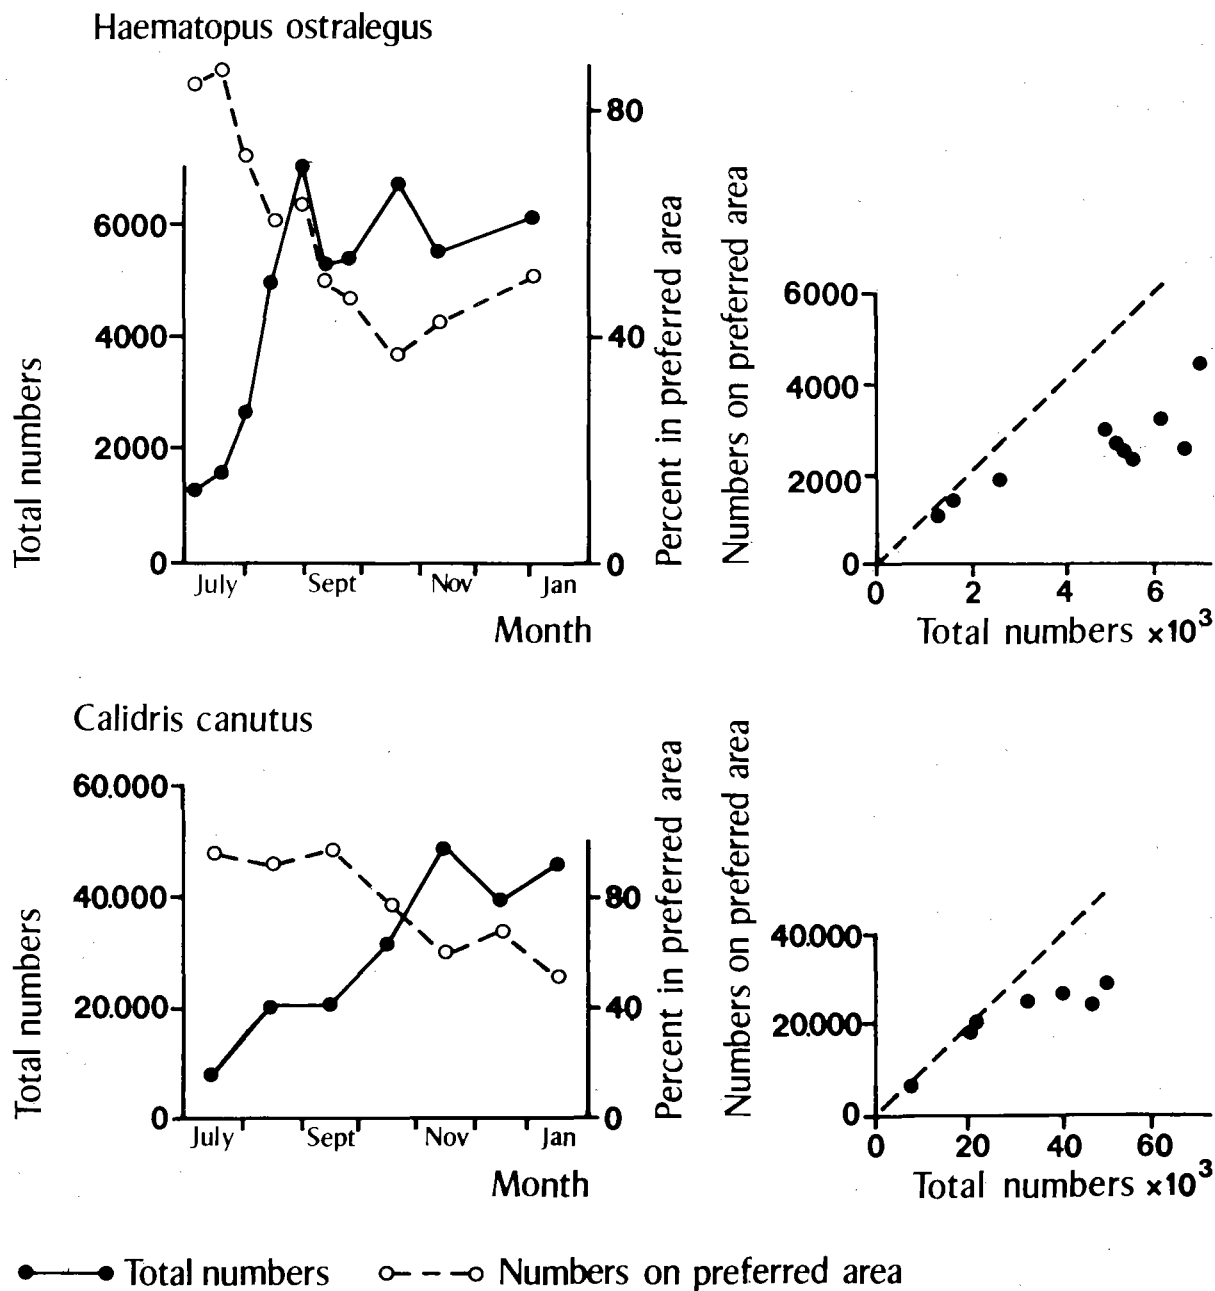 Haematopus ostralegus
Total numbers
6000
4000
2000
0
July
Sept
Nov
Jan
Month
80
40
0
Percent in preferred area
Numbers on preferred area
6000
4000
2000
0
0
2
4
6
Total numbers ×10³
Calidris canutus
Total numbers
60.000
40.000
20.000
0
July
Sept
Nov
Jan
Month
80
40
0
Percent in preferred area
Numbers on preferred area
40.000
20.000
0
0
20
40
60
Total numbers ×10³
Total numbers
Numbers on preferred area